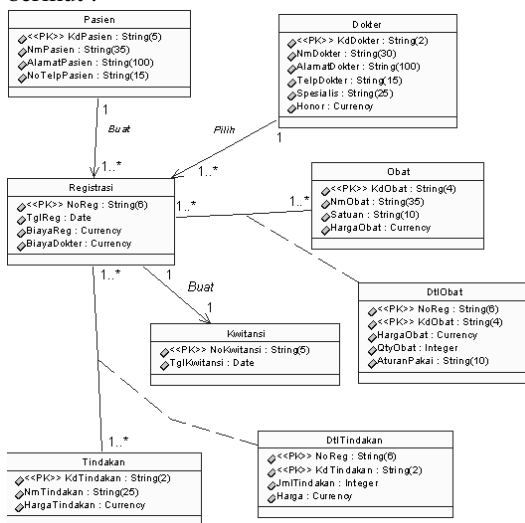 Pasien
<<PK>> KdPasien : String(5)
NmPasien : String(35)
AlamatPasien : String(100)
NoTelpPasien : String(15)
Dokter
<<PK>> KdDokter : String(2)
NmDokter : String(30)
AlamatDokter : String(100)
TelpDokter : String(15)
Spesialis : String(25)
Honor : Currency
1
Buat
1..*
1
Pilih
1..*
Registrasi
<<PK>> NoReg : String(6)
TglReg : Date
BiayaReg : Currency
BiayaDokter : Currency
1..*
1..*
Obat
<<PK>> KdObat : String(4)
NmObat : String(35)
Satuan : String(10)
HargaObat : Currency
1..*
1
Buat
1
DtlObat
<<PK>> NoReg : String(6)
<<PK>> KdObat : String(4)
HargaObat : Currency
QtyObat : Integer
AturanPakai : String(10)
Kwitansi
<<PK>> NoKwitansi : String(5)
TglKwitansi : Date
1..*
Tindakan
<<PK>> KdTindakan : String(2)
NmTindakan : String(25)
HargaTindakan : Currency
DtlTindakan
<<PK>> NoReg : String(6)
<<PK>> KdTindakan : String(2)
JmlTindakan : Integer
Harga : Currency